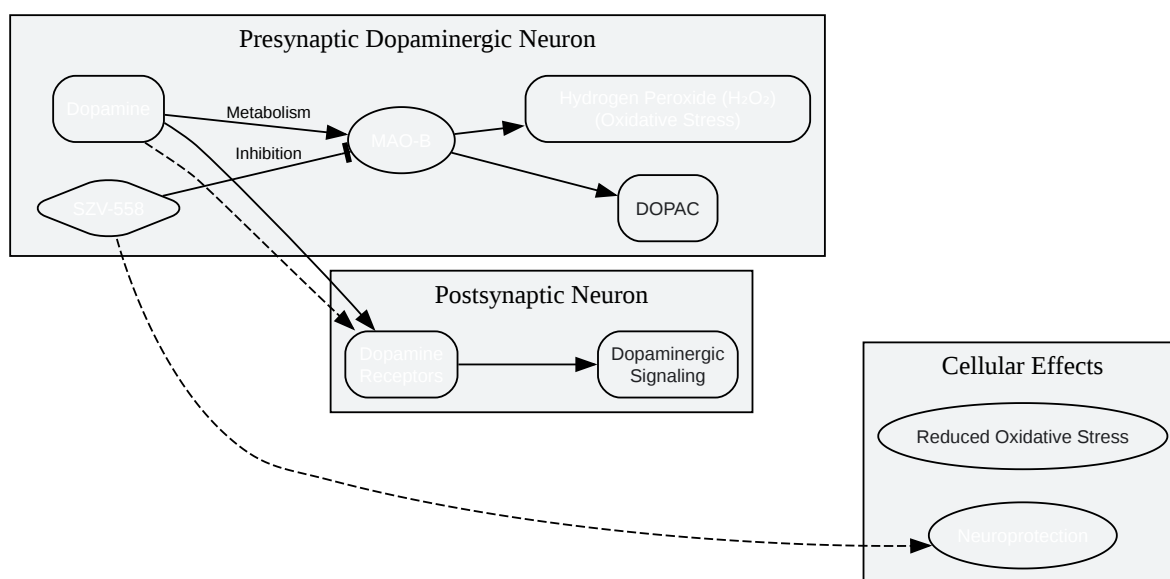 Presynaptic Dopaminergic Neuron
Dopamine
Metabolism
MAO-B
Hydrogen Peroxide (H₂O₂)
(Oxidative Stress)
Inhibition
SZV-558
DOPAC
Postsynaptic Neuron
Dopamine
Receptors
Dopaminergic
Signaling
Cellular Effects
Reduced Oxidative Stress
Neuroprotection